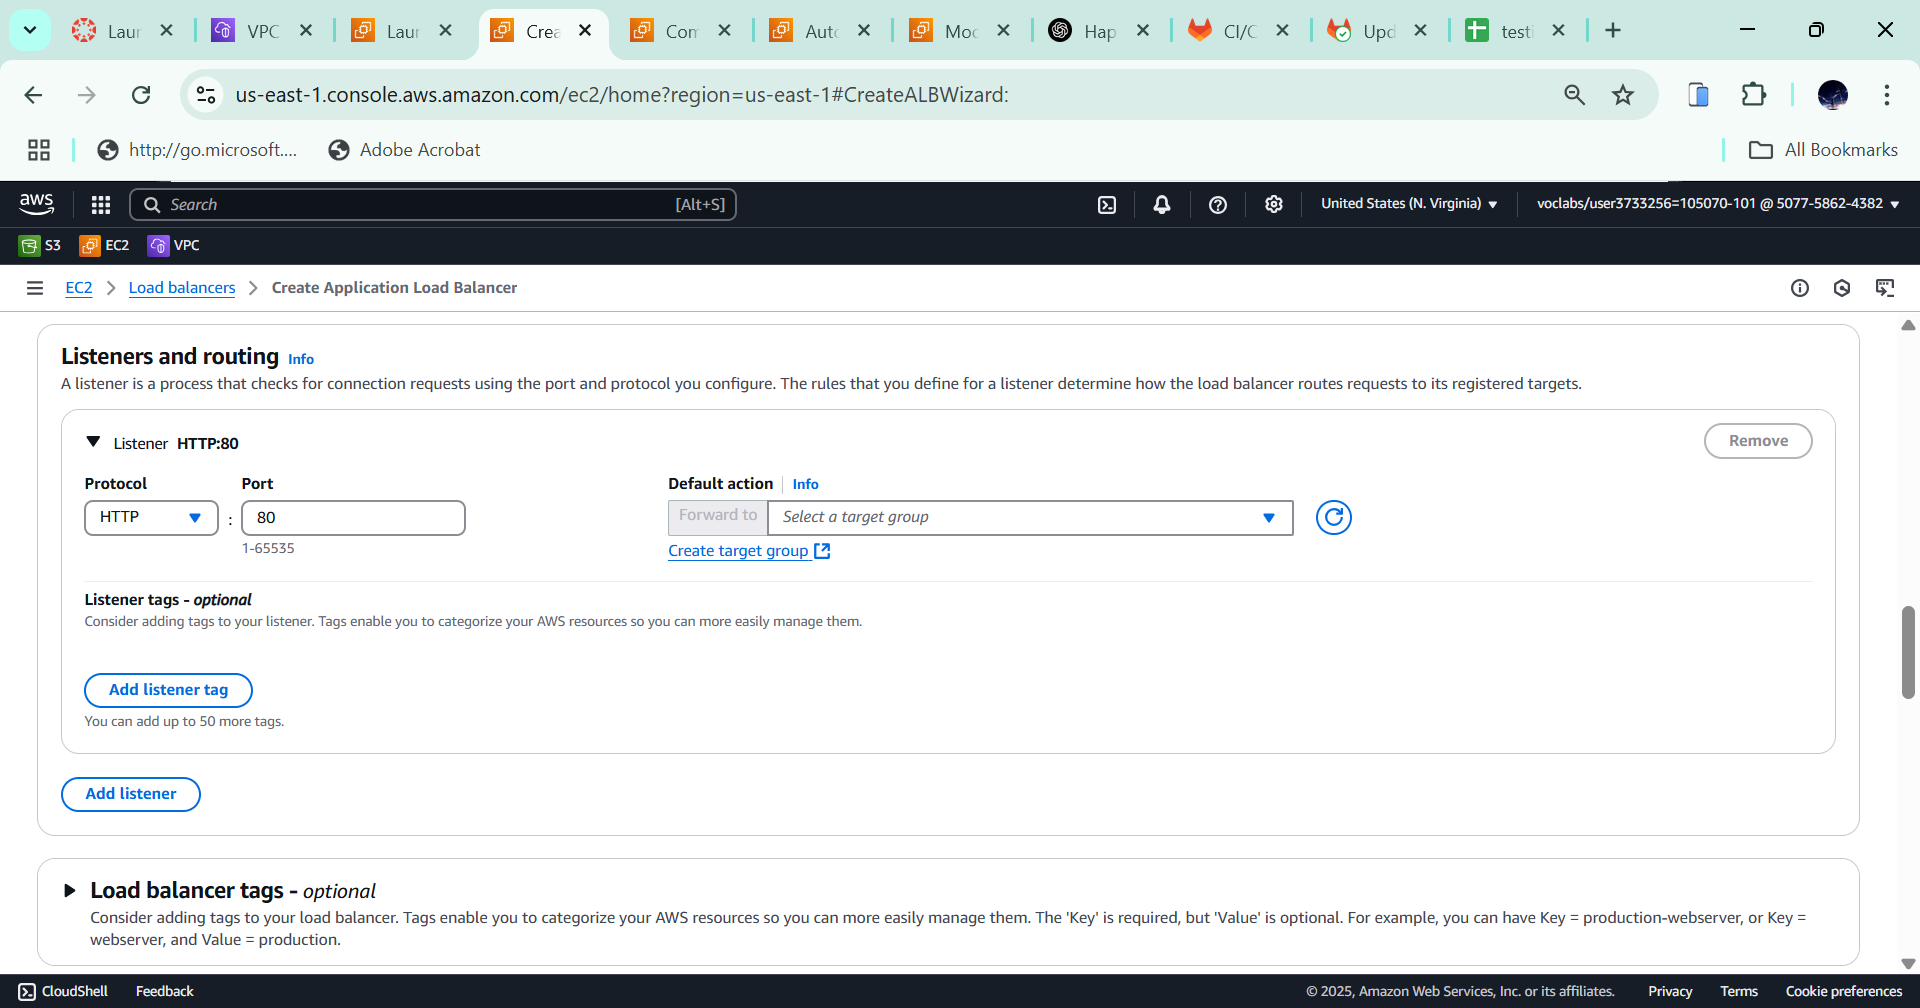 Laur
VPC
Laur
Crea
Com
Auto
Moc
Hap
CI/C
Upd
testi
us-east-1.console.aws.amazon.com/ec2/home?region=us-east-1#CreateALBWizard:
http://go.microsoft....
Adobe Acrobat
All Bookmarks
aws
Search
[Alt+S]
United States (N. Virginia)
voclabs/user3733256=105070-101 @ 5077-5862-4382
S3
EC2
VPC
EC2
Load balancers
Create Application Load Balancer
Listeners and routing Info
A listener is a process that checks for connection requests using the port and protocol you configure. The rules that you define for a listener determine how the load balancer routes requests to its registered targets.
Listener HTTP:80
Remove
Protocol
Port
Default action Info
HTTP
:
80
Forward to
Select a target group
1-65535
Create target group
Listener tags - optional
Consider adding tags to your listener. Tags enable you to categorize your AWS resources so you can more easily manage them.
Add listener tag
You can add up to 50 more tags.
Add listener
Load balancer tags - optional
Consider adding tags to your load balancer. Tags enable you to categorize your AWS resources so you can more easily manage them. The 'Key' is required, but 'Value' is optional. For example, you can have Key = production-webserver, or Key =
webserver, and Value = production.
CloudShell
Feedback
© 2025, Amazon Web Services, Inc. or its affiliates.
Privacy
Terms
Cookie preferences